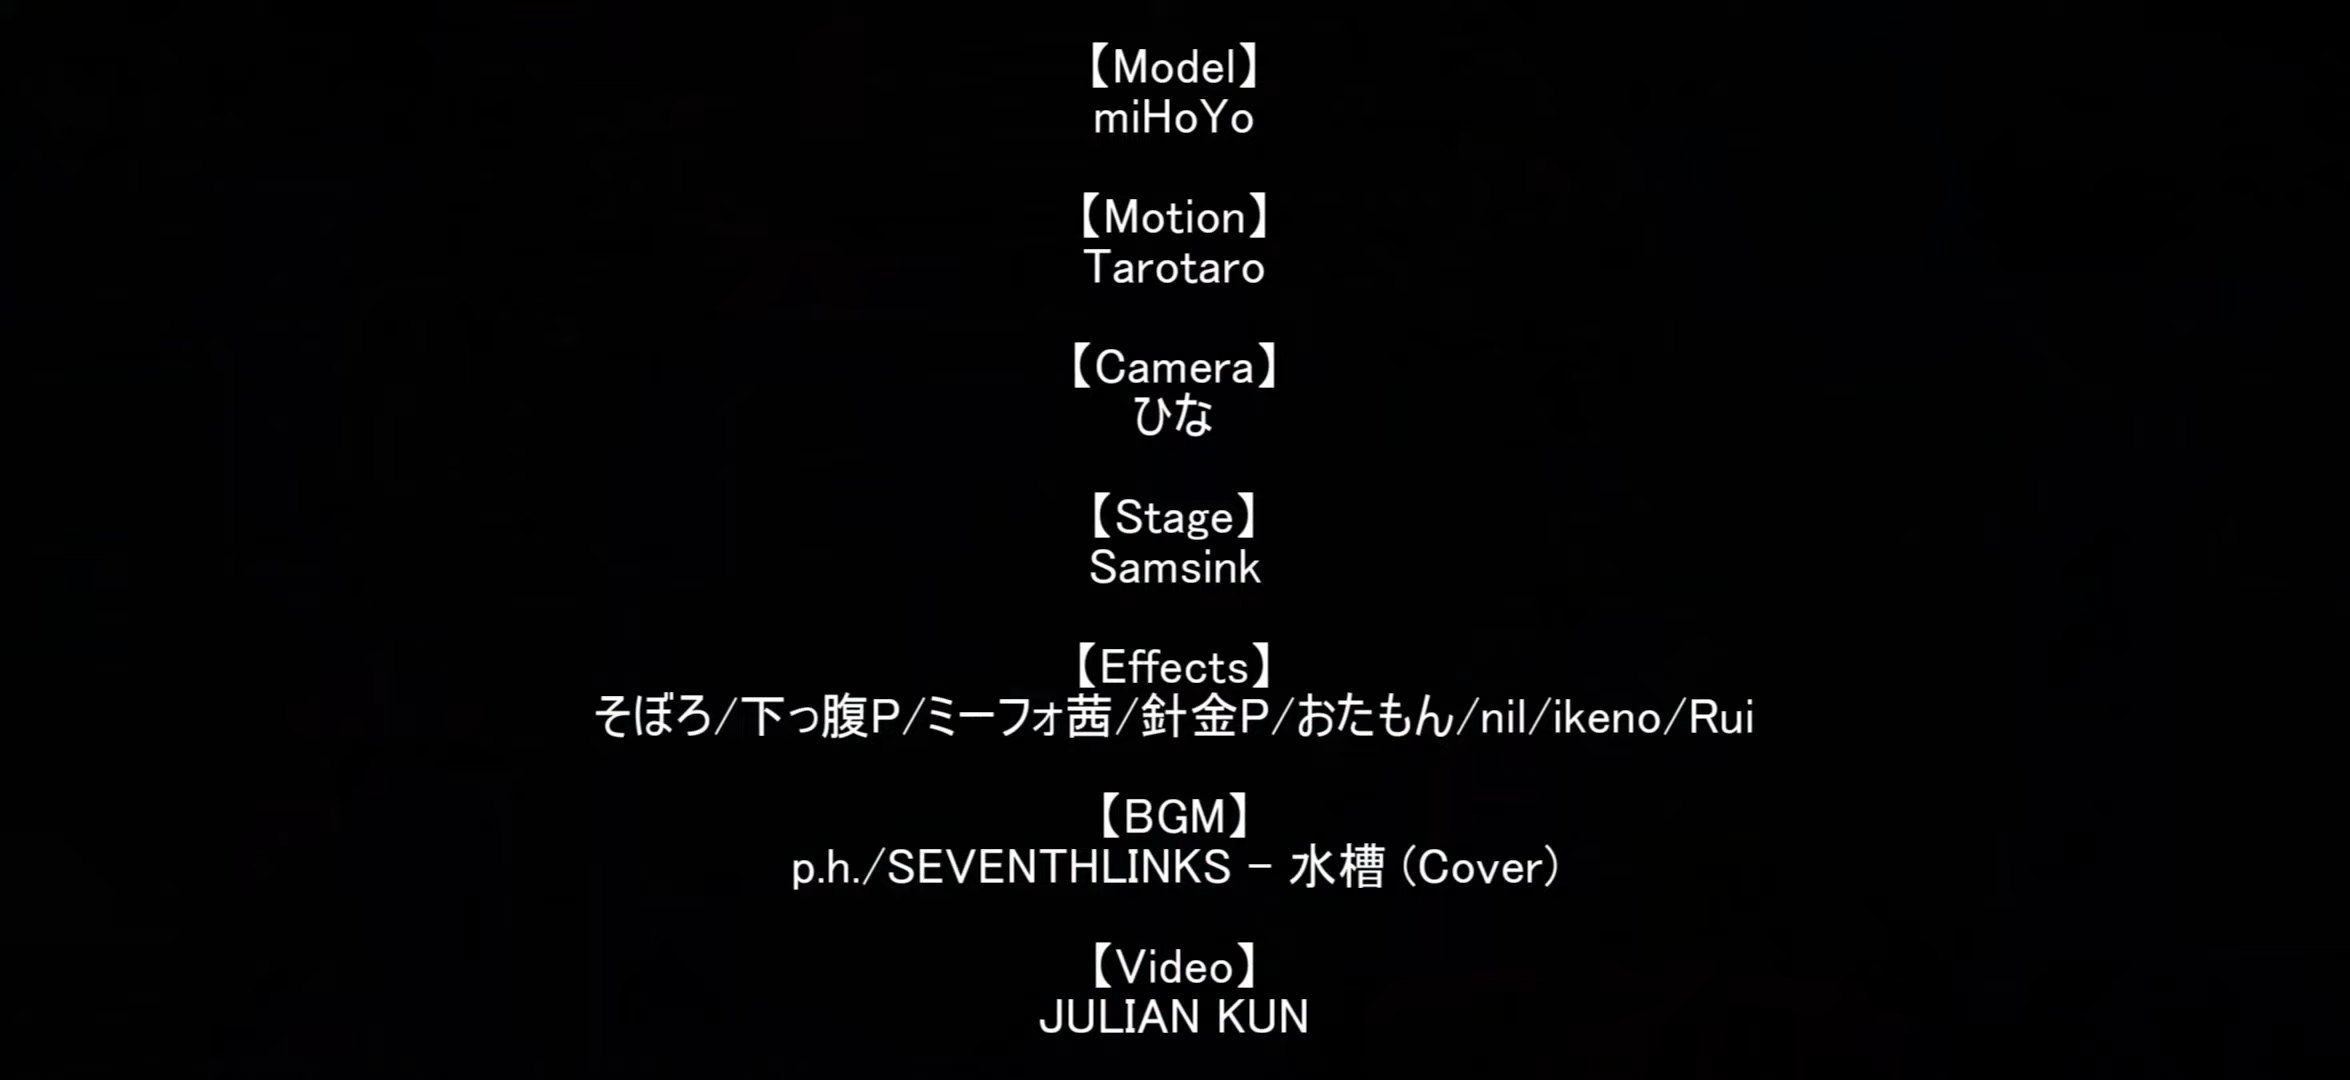 【Model】
miHoYo
【Motion】
Tarotaro
【Camera】
ひな
【Stage】
Samsink
【Effects】
そぼろ/下っ腹P/ミーフォ茜/針金P/おたもん/nil/ikeno/Rui
【BGM】
p.h./SEVENTHLINKS - 水槽 (Cover)
【Video】
JULIAN KUN